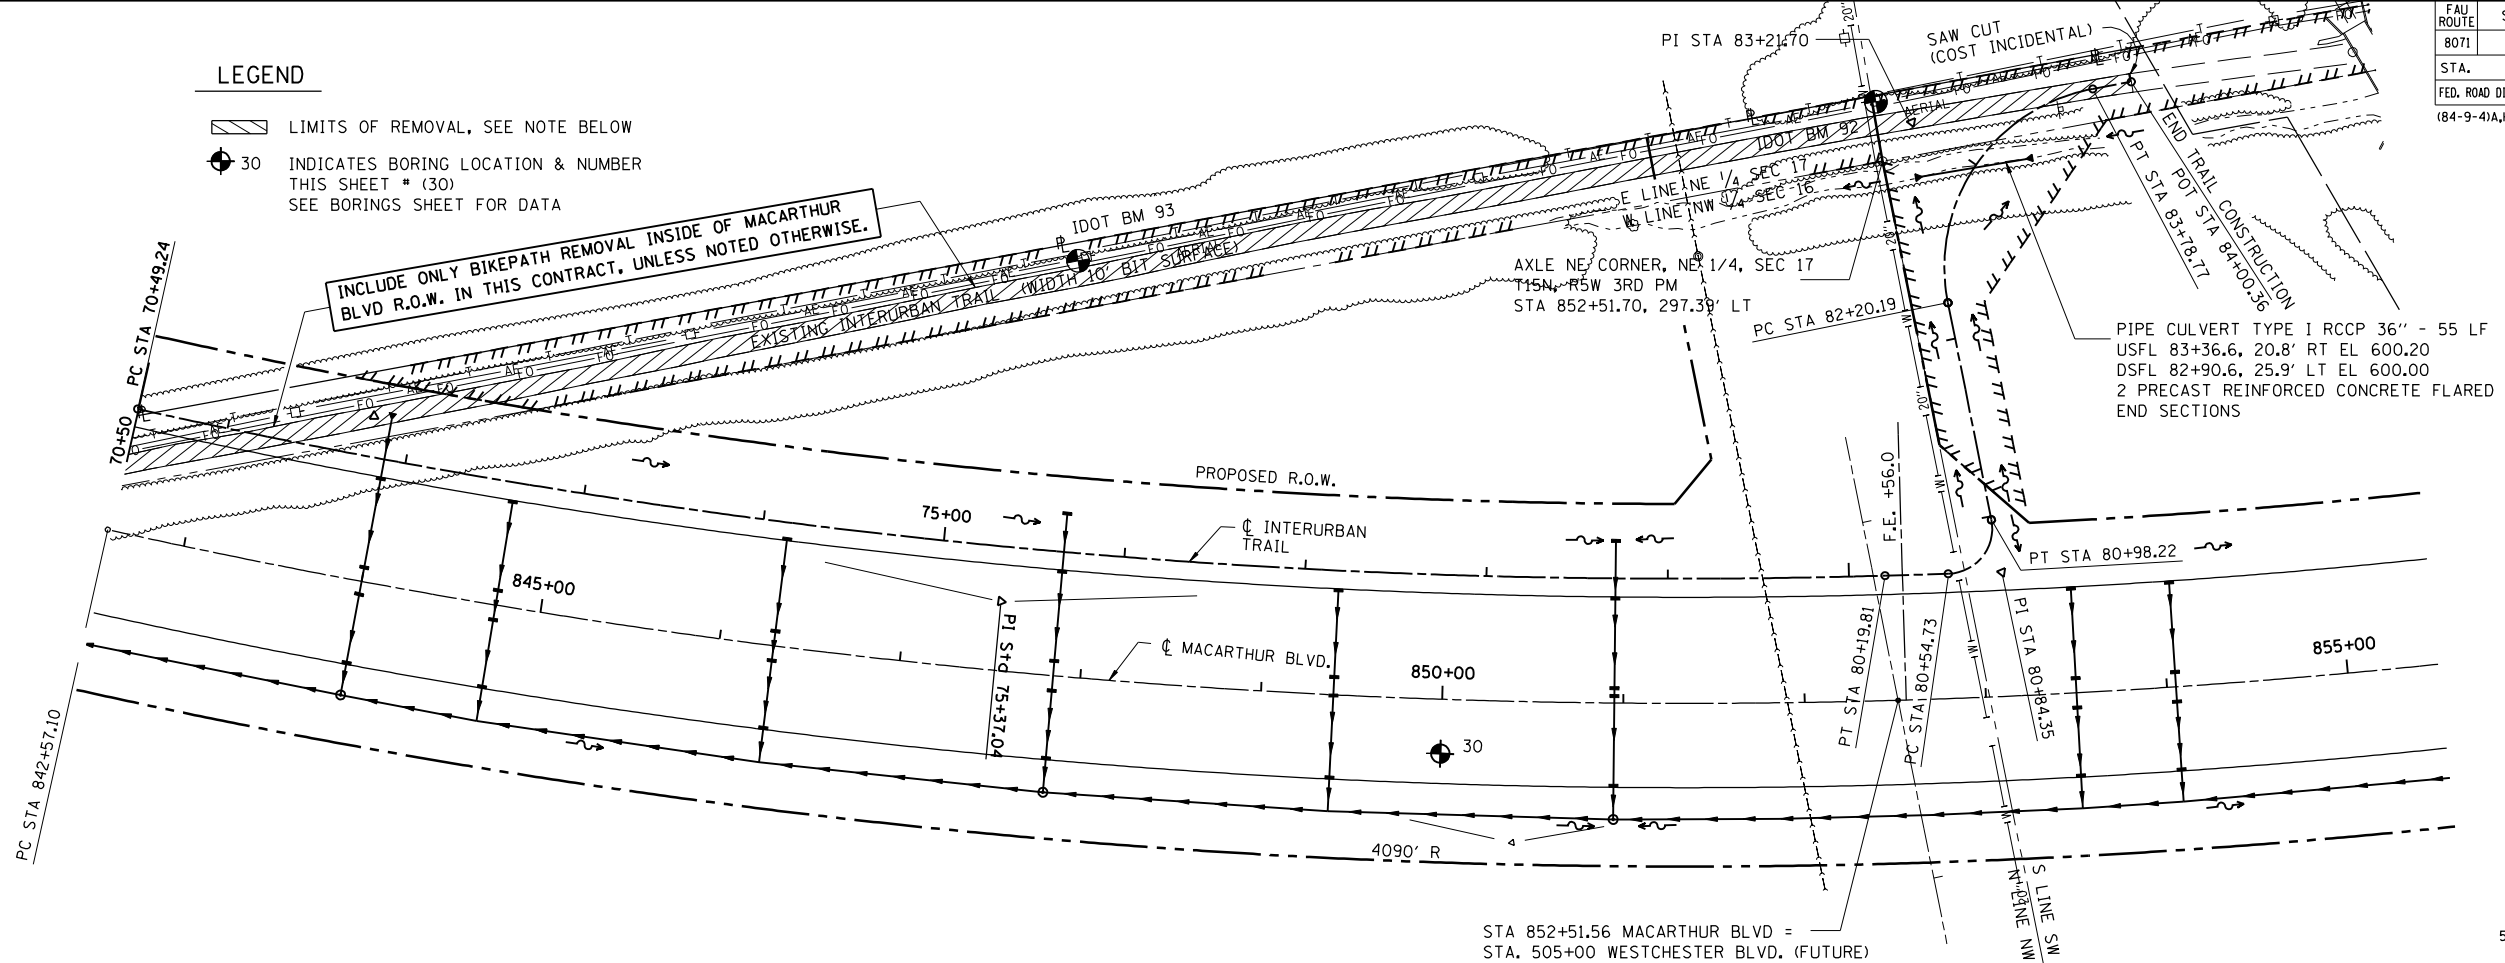 LEGEND
LIMITS OF REMOVAL, SEE NOTE BELOW
30
INDICATES BORING LOCATION & NUMBER
THIS SHEET # (30)
SEE BORINGS SHEET FOR DATA
INCLUDE ONLY BIKEPATH REMOVAL INSIDE OF MACARTHUR
BLVD R.O.W. IN THIS CONTRACT, UNLESS NOTED OTHERWISE.
PC STA 70+49.24
70+50
IDOT BM 93
EXISTING INTERURBAN TRAIL (WIDTH 10' BIT SURFACE)
PI STA 83+21.70
SAW CUT
(COST INCIDENTAL)
FAU
ROUTE
8071
STA.
FED. ROAD DI
(84-9-4)A,
AERIAL
IDOT BM 92
E LINE NE 1/4 SEC 17
W LINE NW 1/4 SEC 16
END TRAIL CONSTRUCTION
POT STA 84+00.36
PT STA 83+78.77
AXLE NE CORNER, NE 1/4, SEC 17
T15N, R5W 3RD PM
STA 852+51.70, 297.39' LT
PC STA 82+20.19
PIPE CULVERT TYPE I RCCP 36" - 55 LF
USFL 83+36.6, 20.8' RT EL 600.20
DSFL 82+90.6, 25.9' LT EL 600.00
2 PRECAST REINFORCED CONCRETE FLARED
END SECTIONS
PROPOSED R.O.W.
75+00
℄ INTERURBAN
TRAIL
F.E. +56.0
PT STA 80+98.22
845+00
PI Sta 75+37.04
℄ MACARTHUR BLVD.
850+00
PT STA 80+19.81
PC STA 80+54.73
PI STA 80+84.35
855+00
PC STA 842+57.10
30
4090' R
S LINE SW
N LINE NW
STA 852+51.56 MACARTHUR BLVD =
STA. 505+00 WESTCHESTER BLVD. (FUTURE)